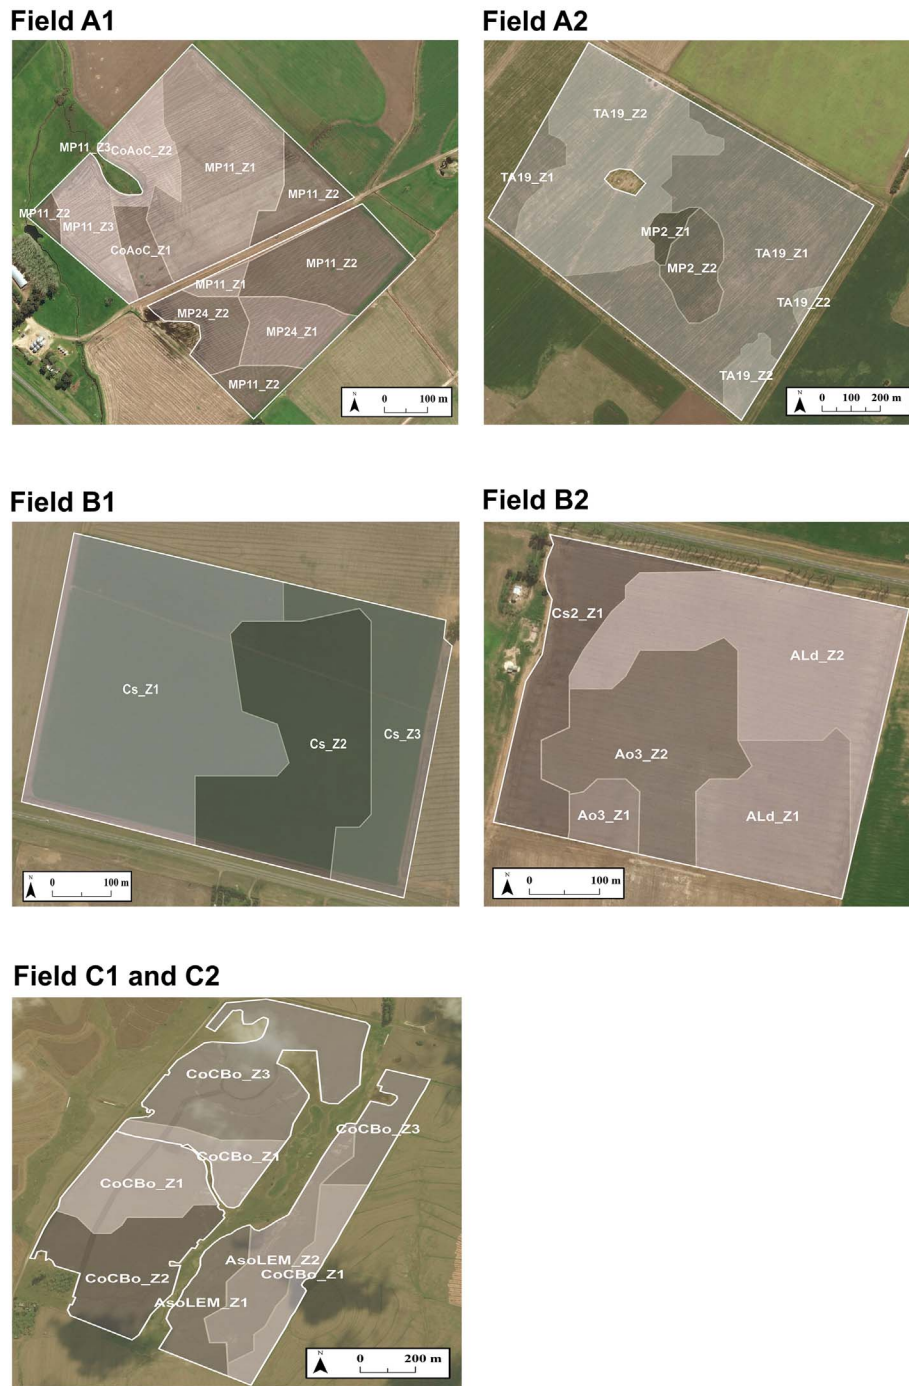 Field A1
MP11_Z3
CoAoC_Z2
MP11_Z1
MP11_Z2
MP11_Z2
MP11_Z3
CoAoC_Z1
MP11_Z2
MP11_Z1
MP24_Z2
MP24_Z1
MP11_Z2
N
0 100 m
Field A2
TA19_Z2
TA19_Z1
MP2_Z1
MP2_Z2
TA19_Z1
TA19_Z2
TA19_Z2
N
0 100 200 m
Field B1
Cs_Z1
Cs_Z2
Cs_Z3
N
0 100 m
Field B2
Cs2_Z1
ALd_Z2
Ao3_Z2
Ao3_Z1
ALd_Z1
N
0 100 m
Field C1 and C2
CoCBo_Z3
CoCBo_Z3
CoCBo_Z1
CoCBo_Z1
AsoLEM_Z2
CoCBo_Z1
CoCBo_Z2
AsoLEM_Z1
N
0 200 m